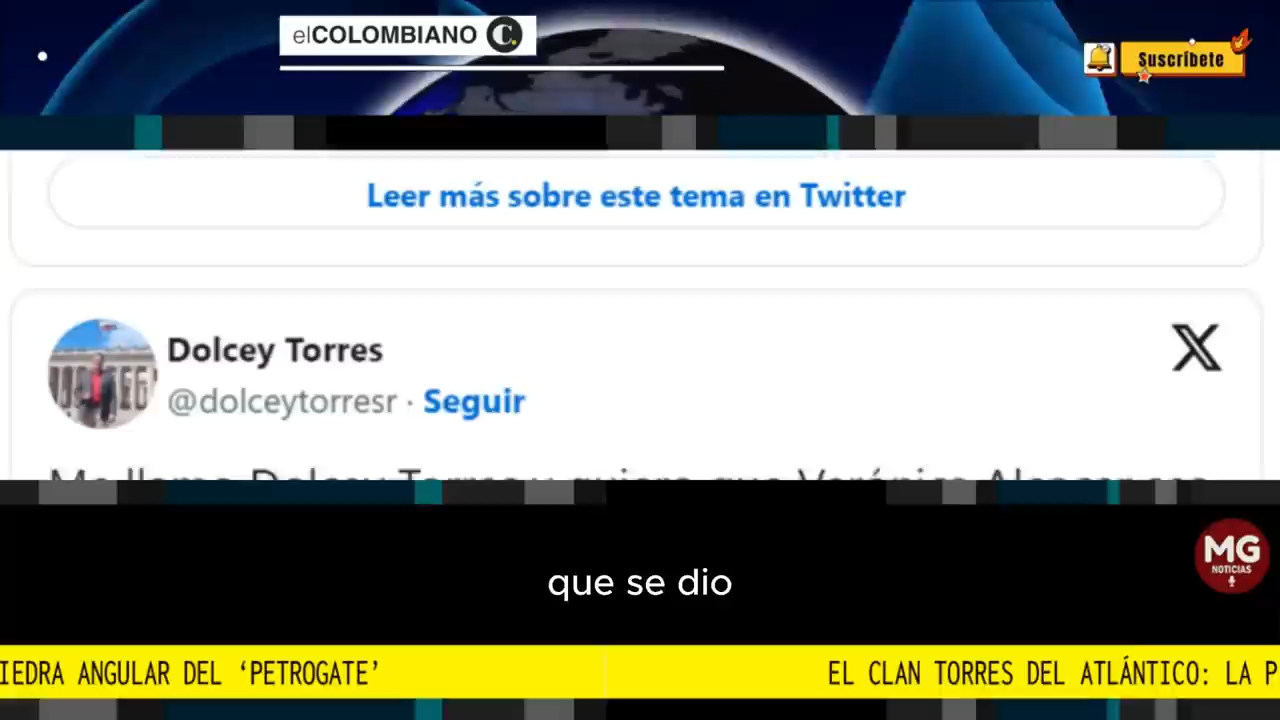 elCOLOMBIANO C.
Suscríbete
Leer más sobre este tema en Twitter
Dolcey Torres
@dolceytorresr · Seguir
que se dio
MG
NOTICIAS
IEDRA ANGULAR DEL ‘PETROGATE’ EL CLAN TORRES DEL ATLÁNTICO: LA P